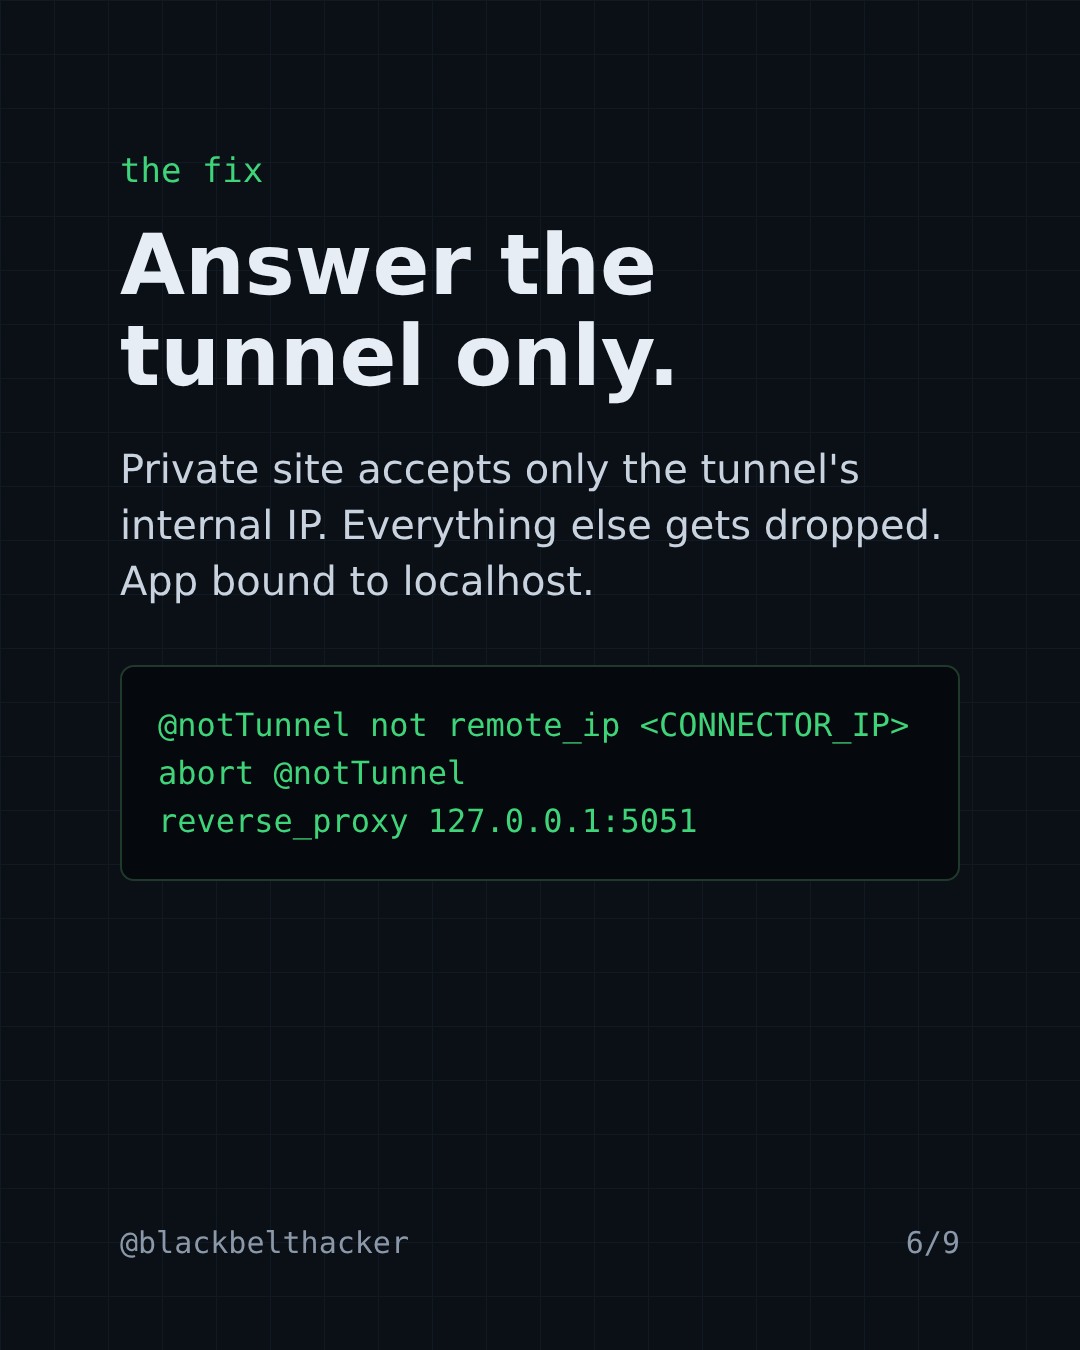 the fix
Answer the
tunnel only.
Private site accepts only the tunnel's
internal IP. Everything else gets dropped.
App bound to localhost.
@notTunnel not remote_ip <CONNECTOR_IP>
abort @notTunnel
reverse_proxy 127.0.0.1:5051
@blackbelthacker
6/9